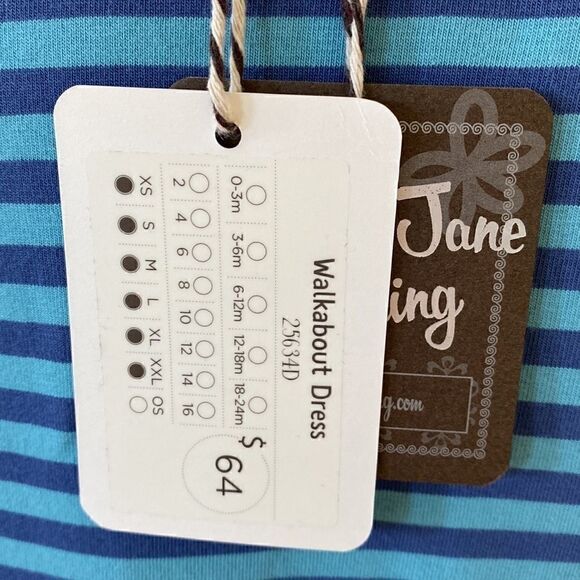 Walkabout Dress
25634D
0-3m 3-6m 6-12m 12-18m 18-24m
2 4 6 8 10 12 14 16
XS S M L XL XXL OS
$ 64
Jane
ing
g.com